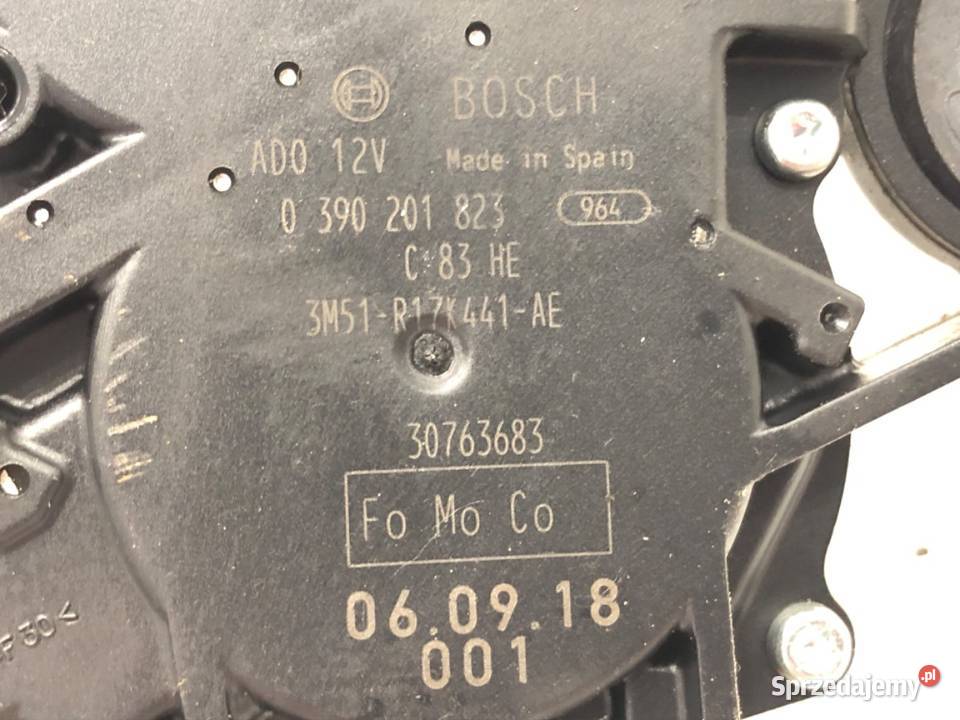 BOSCH
ADO 12V Made in Spain
0 390 201 823 964
C 83 HE
3M51-R17K441-AE
30763683
Fo Mo Co
06.09.18
001
F 30<
Sprzedajemy.pl